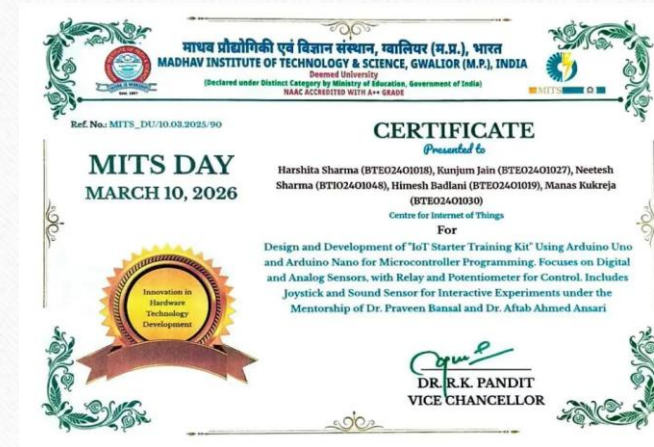 माधव प्रौद्योगिकी एवं विज्ञान संस्थान, ग्वालियर (म.प्र.), भारत
MADHAV INSTITUTE OF TECHNOLOGY & SCIENCE, GWALIOR (M.P.), INDIA
Deemed University
(Declared under Distinct Category by Ministry of Education, Government of India)
NAAC ACCREDITED WITH A++ GRADE
MITS
Ref. No.: MITS_DU/10.03.2025/90
MITS DAY
MARCH 10, 2026
CERTIFICATE
Presented to
Harshita Sharma (BTEO24O1018), Kunjum Jain (BTEO24O1027), Neetesh
Sharma (BTIO24O1048), Himesh Badlani (BTEO24O1019), Manas Kukreja
(BTEO24O1030)
Centre for Internet of Things
For
Design and Development of "IoT Starter Training Kit" Using Arduino Uno
and Arduino Nano for Microcontroller Programming. Focuses on Digital
and Analog Sensors, with Relay and Potentiometer for Control. Includes
Joystick and Sound Sensor for Interactive Experiments under the
Mentorship of Dr. Praveen Bansal and Dr. Aftab Ahmed Ansari
Innovation in
Hardware
Technology
Development
DR. R.K. PANDIT
VICE CHANCELLOR